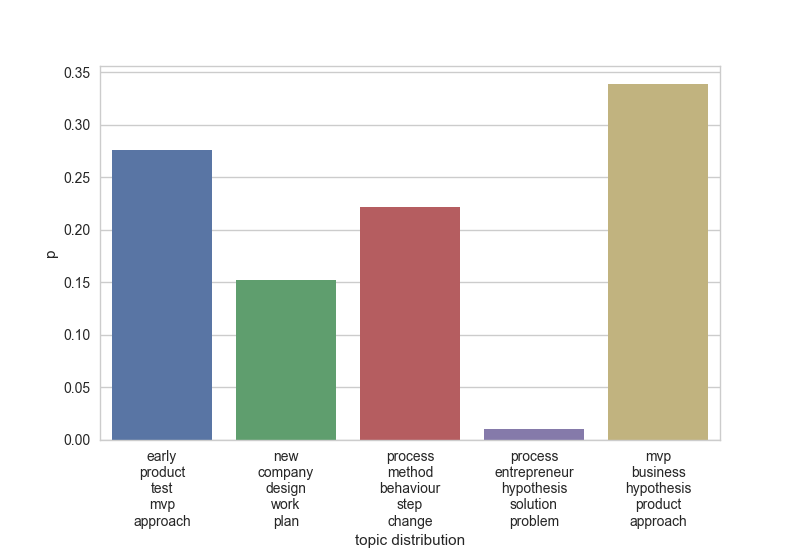 0.35
0.30
0.25
0.20
0.15
0.10
0.05
0.00
p
early
product
test
mvp
approach
new
company
design
work
plan
process
method
behaviour
step
change
process
entrepreneur
hypothesis
solution
problem
mvp
business
hypothesis
product
approach
topic distribution